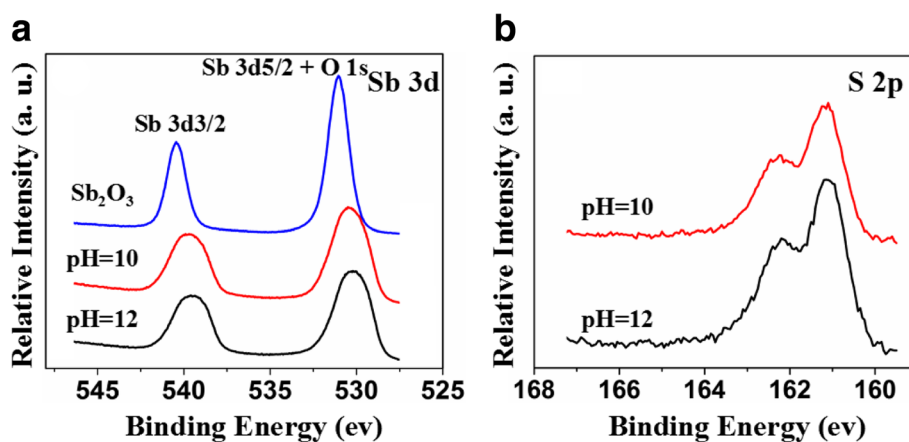 a
Relative Intensity (a. u.)
Sb 3d5/2 + O 1s
Sb 3d
Sb 3d3/2
Sb₂O₃
pH=10
pH=12
545 540 535 530 525
Binding Energy (ev)
b
Relative Intensity (a. u.)
S 2p
pH=10
pH=12
168 166 164 162 160
Binding Energy (ev)